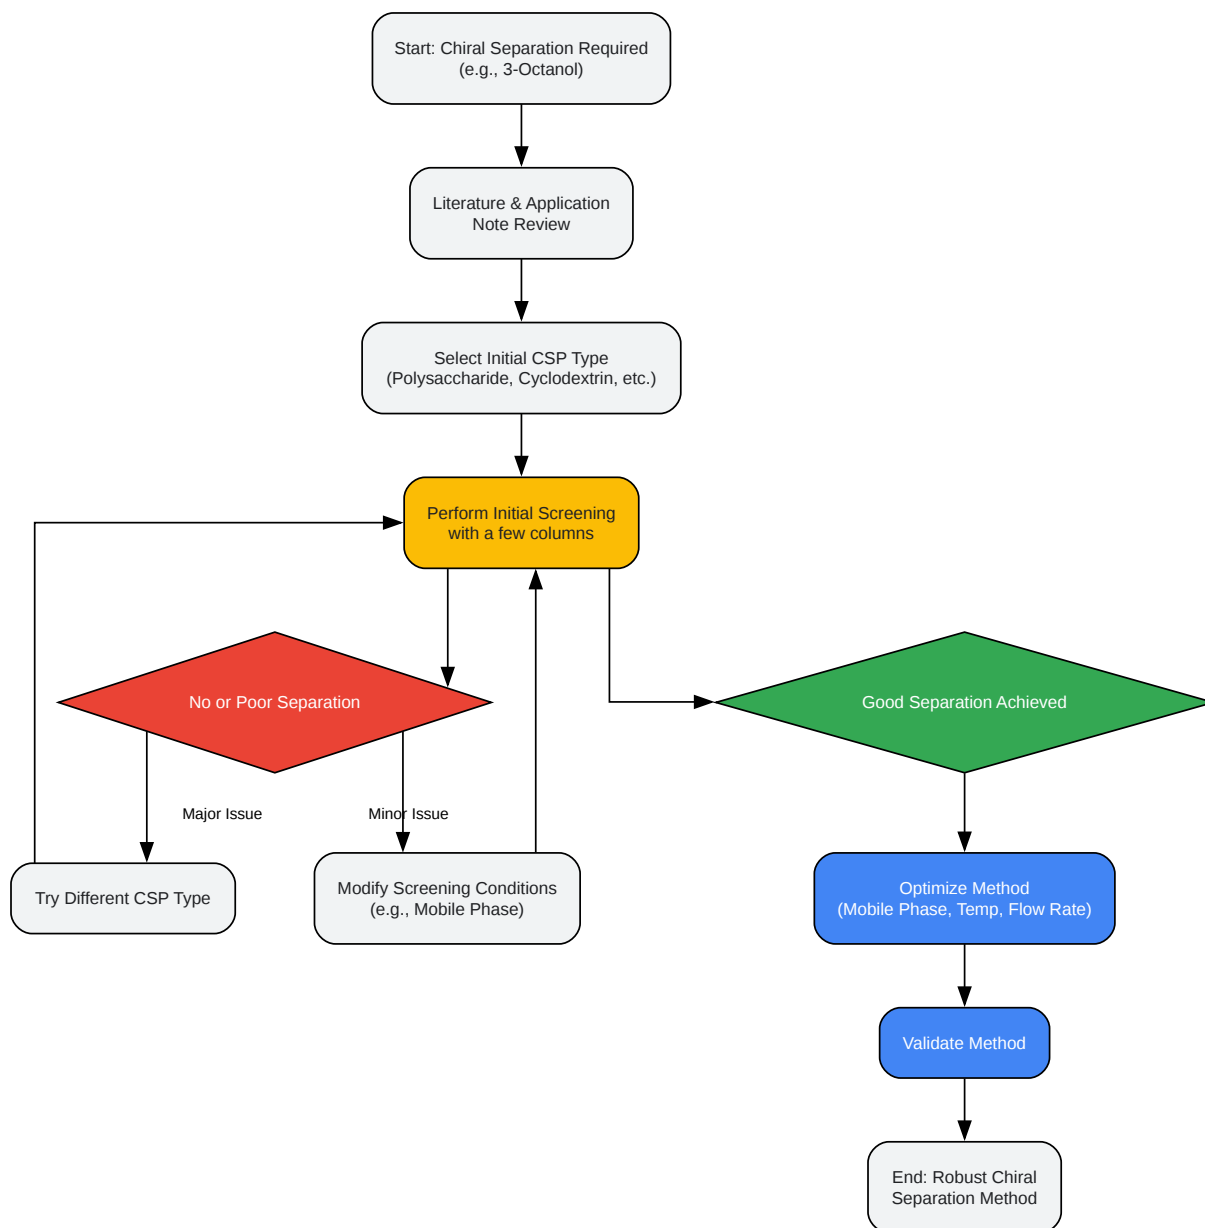 Start: Chiral Separation Required
(e.g., 3-Octanol)
Literature & Application
Note Review
Select Initial CSP Type
(Polysaccharide, Cyclodextrin, etc.)
Perform Initial Screening
with a few columns
No or Poor Separation
Good Separation Achieved
Major Issue
Minor Issue
Try Different CSP Type
Modify Screening Conditions
(e.g., Mobile Phase)
Optimize Method
(Mobile Phase, Temp, Flow Rate)
Validate Method
End: Robust Chiral
Separation Method